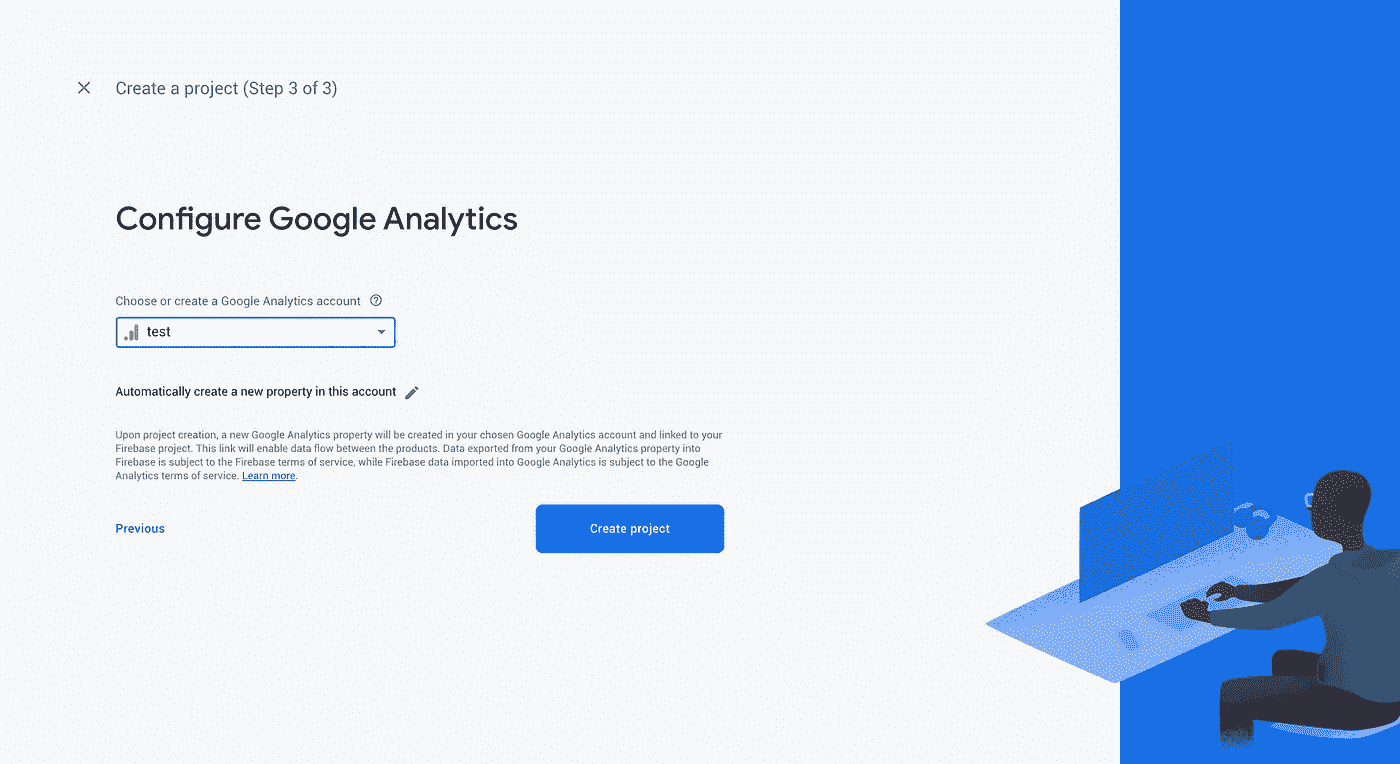 Create a project (Step 3 of 3)
Configure Google Analytics
Choose or create a Google Analytics account
test
Automatically create a new property in this account
Upon project creation, a new Google Analytics property will be created in your chosen Google Analytics account and linked to your
Firebase project. This link will enable data flow between the products. Data exported from your Google Analytics property into
Firebase is subject to the Firebase terms of service, while Firebase data imported into Google Analytics is subject to the Google
Analytics terms of service. Learn more.
Previous
Create project